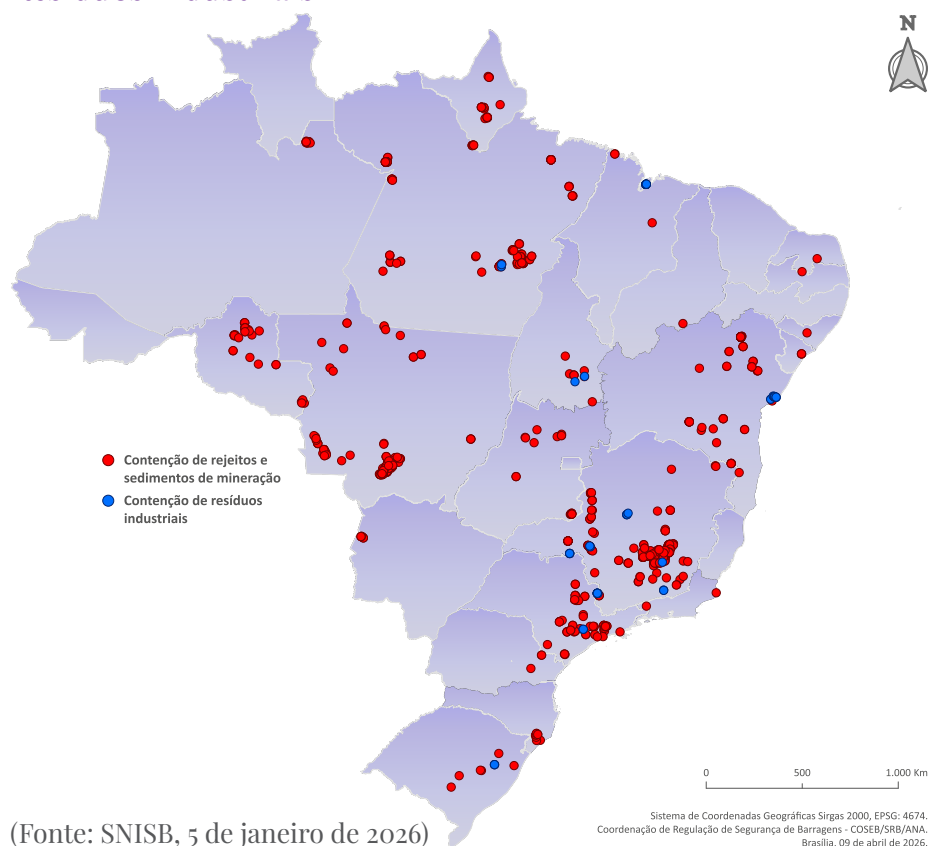 N
Contenção de rejeitos e
sedimentos de mineração
Contenção de resíduos
industriais
0 500 1.000 Km
(Fonte: SNISB, 5 de janeiro de 2026)
Sistema de Coordenadas Geográficas Sirgas 2000, EPSG: 4674.
Coordenação de Regulação de Segurança de Barragens - COSEB/SRB/ANA.
Brasília, 09 de abril de 2026.